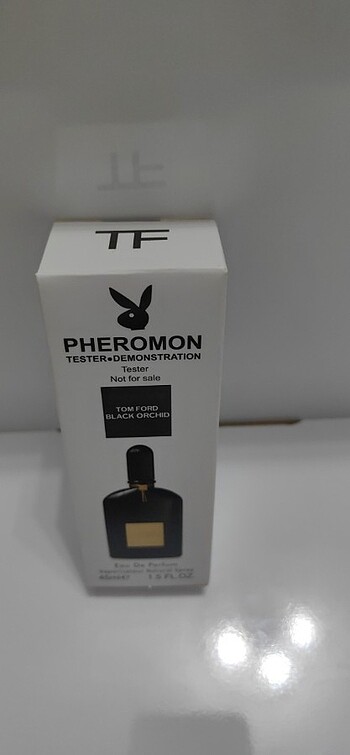 TF
PHEROMON
TESTER●DEMONSTRATION
Tester
Not for sale
TOM FORD
BLACK ORCHID
Eau De Parfum
1.5 FL.OZ